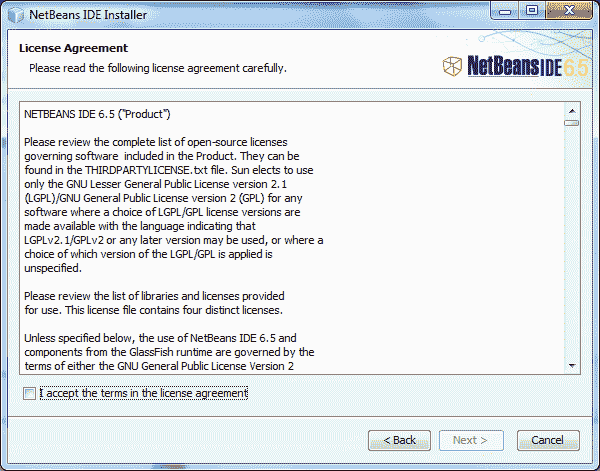 NetBeans IDE Installer
License Agreement
Please read the following license agreement carefully.
NetBeans IDE 6.5
NETBEANS IDE 6.5 ("Product")
Please review the complete list of open-source licenses
governing software  included in the Product. They can be
found in the THIRDPARTYLICENSE.txt file. Sun elects to use
only the GNU Lesser General Public License version 2.1
(LGPL)/GNU General Public License version 2 (GPL) for any
software where a choice of LGPL/GPL license versions are
made available with the language indicating that
LGPLv2.1/GPLv2 or any later version may be used, or where a
choice of which version of the LGPL/GPL is applied is
unspecified.
Please review the list of libraries and licenses provided
for use. This license file contains four distinct licenses.
Unless specified below, the use of NetBeans IDE 6.5 and
components from the GlassFish runtime are governed by the
terms of either the GNU General Public License Version 2
I accept the terms in the license agreement
< Back
Next >
Cancel